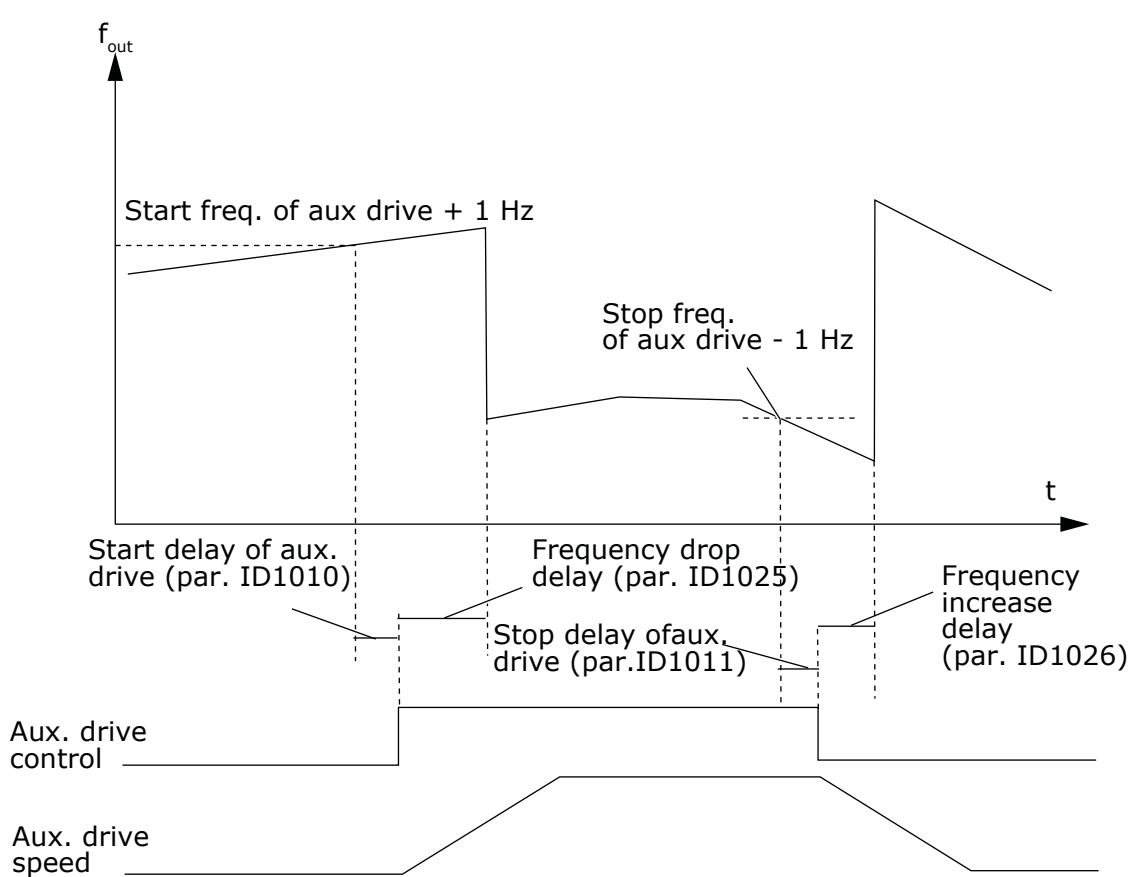 fout
Start freq. of aux drive + 1 Hz
Stop freq.
of aux drive - 1 Hz
t
Start delay of aux.
drive (par. ID1010)
Frequency drop
delay (par. ID1025)
Frequency
increase
delay
(par. ID1026)
Stop delay ofaux.
drive (par.ID1011)
Aux. drive
control
Aux. drive
speed